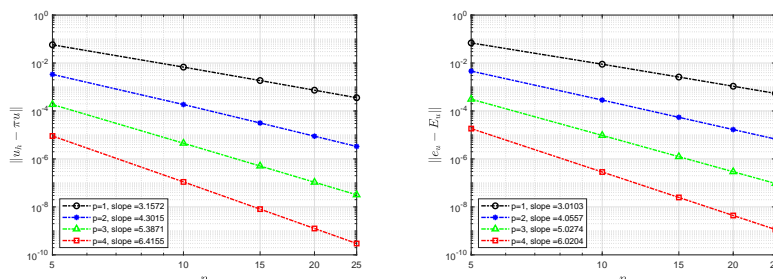 10^0
10^-2
10^-4
10^-6
10^-8
10^-10
||u_h − πu||
p=1, slope =3.1572
p=2, slope =4.3015
p=3, slope =5.3871
p=4, slope =6.4155
5 10 15 20 25
10^0
10^-2
10^-4
10^-6
10^-8
10^-10
||e_u − E_u||
p=1, slope =3.0103
p=2, slope =4.0557
p=3, slope =5.0274
p=4, slope =6.0204
5 10 15 20